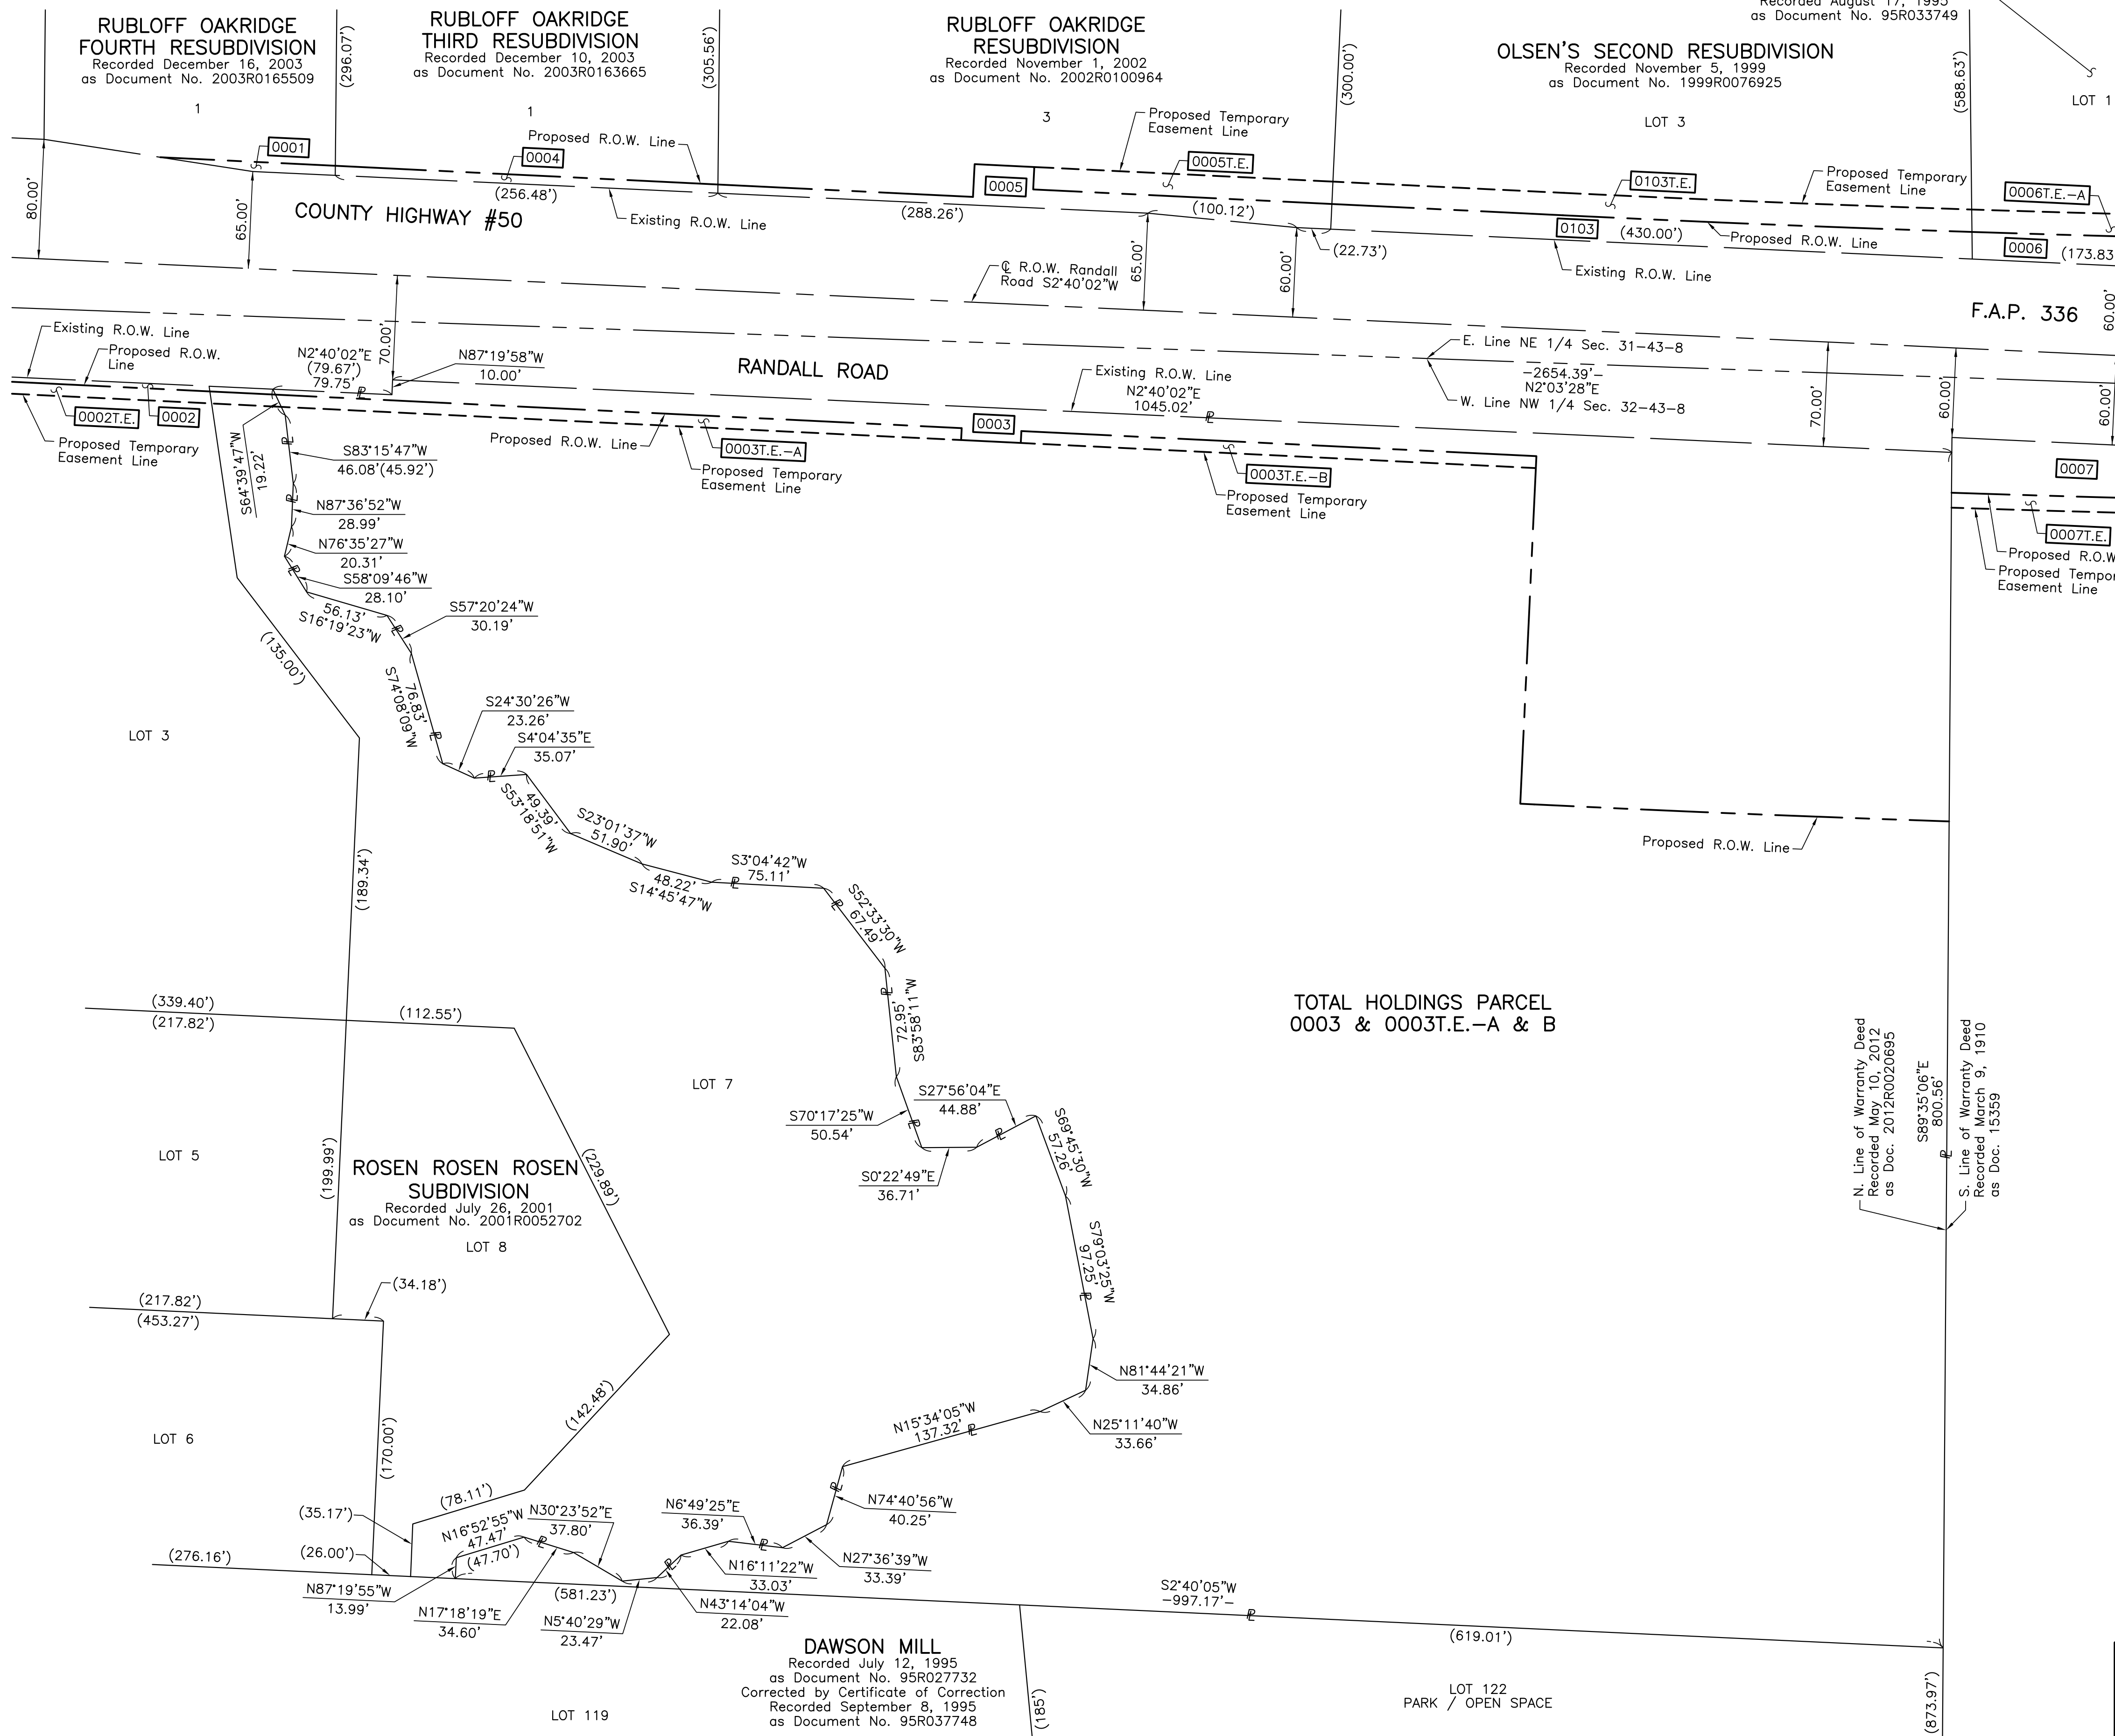 RUBLOFF OAKRIDGE
FOURTH RESUBDIVISION
Recorded December 16, 2003
as Document No. 2003R0165509
1
(296.07')
RUBLOFF OAKRIDGE
THIRD RESUBDIVISION
Recorded December 10, 2003
as Document No. 2003R0163665
1
(305.56')
RUBLOFF OAKRIDGE
RESUBDIVISION
Recorded November 1, 2002
as Document No. 2002R0100964
3
(300.00')
OLSEN'S SECOND RESUBDIVISION
Recorded November 5, 1999
as Document No. 1999R0076925
LOT 3
Recorded August 17, 1995
as Document No. 95R033749
(588.63')
LOT 1
0001
0004
Proposed R.O.W. Line
(256.48')
Existing R.O.W. Line
0005
Proposed Temporary
Easement Line
0005T.E.
(288.26')
(100.12')
(22.73')
0103T.E.
0103
(430.00')
Proposed Temporary
Easement Line
Proposed R.O.W. Line
Existing R.O.W. Line
0006T.E.-A
0006
(173.83
80.00'
65.00'
COUNTY HIGHWAY #50
℄ R.O.W. Randall
Road S2°40'02"W
65.00'
60.00'
F.A.P. 336
60.00'
Existing R.O.W. Line
Proposed R.O.W.
Line
N2°40'02"E
(79.67')
79.75'
70.00'
N87°19'58"W
10.00'
RANDALL ROAD
Existing R.O.W. Line
N2°40'02"E
1045.02'
E. Line NE 1/4 Sec. 31-43-8
-2654.39'-
N2°03'28"E
W. Line NW 1/4 Sec. 32-43-8
70.00'
60.00'
60.00'
0002T.E.
0002
Proposed Temporary
Easement Line
S64°39'47"W
19.22'
S83°15'47"W
46.08'(45.92')
Proposed R.O.W. Line
0003T.E.-A
Proposed Temporary
Easement Line
0003
0003T.E.-B
Proposed Temporary
Easement Line
0007
0007T.E.
Proposed R.O.W
Proposed Tempor
Easement Line
N87°36'52"W
28.99'
N76°35'27"W
20.31'
S58°09'46"W
28.10'
56.13'
S16°19'23"W
S57°20'24"W
30.19'
(135.00')
76.83'
S74°08'09"W
S24°30'26"W
23.26'
S4°04'35"E
35.07'
LOT 3
49.39'
S53°18'51"W
S23°01'37"W
51.90'
48.22'
S14°45'47"W
S3°04'42"W
75.11'
S52°33'30"W
67.49'
Proposed R.O.W. Line
(189.34')
72.95'
S83°58'11"W
TOTAL HOLDINGS PARCEL
0003 & 0003T.E.-A & B
(339.40')
(217.82')
(112.55')
LOT 7
S70°17'25"W
50.54'
S27°56'04"E
44.88'
S0°22'49"E
36.71'
S69°45'30"W
57.26'
N. Line of Warranty Deed
Recorded May 10, 2012
as Doc. 2012R0020695
S89°35'06"E
800.56'
S. Line of Warranty Deed
Recorded March 9, 1910
as Doc. 15359
LOT 5
(199.99')
ROSEN ROSEN ROSEN
SUBDIVISION
Recorded July 26, 2001
as Document No. 2001R0052702
LOT 8
(229.89')
S79°03'25"W
97.25'
(34.18')
(217.82')
(453.27')
N81°44'21"W
34.86'
N25°11'40"W
33.66'
N15°34'05"W
137.32'
LOT 6
(170.00')
(142.48')
(78.11')
(35.17')
N74°40'56"W
40.25'
N16°52'55"W
47.47'
(47.70')
N30°23'52"E
37.80'
N6°49'25"E
36.39'
N27°36'39"W
33.39'
(276.16')
(26.00')
N16°11'22"W
33.03'
N87°19'55"W
13.99'
N17°18'19"E
34.60'
(581.23')
N5°40'29"W
23.47'
N43°14'04"W
22.08'
S2°40'05"W
-997.17'-
(619.01')
DAWSON MILL
Recorded July 12, 1995
as Document No. 95R027732
Corrected by Certificate of Correction
Recorded September 8, 1995
as Document No. 95R037748
LOT 119
(185')
LOT 122
PARK / OPEN SPACE
(873.97')